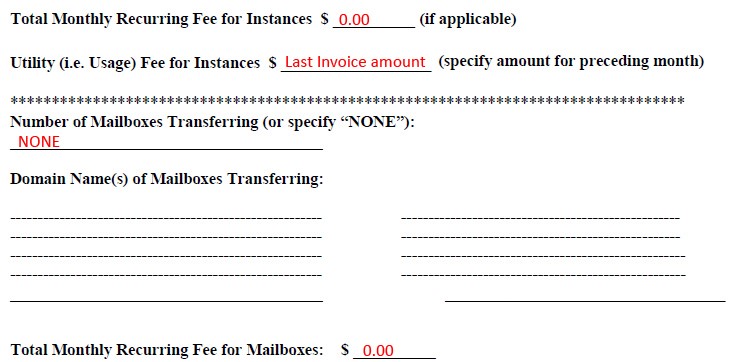 Total Monthly Recurring Fee for Instances $ 0.00 (if applicable)
Utility (i.e. Usage) Fee for Instances $ Last Invoice amount (specify amount for preceding month)
**********************************************************************************
Number of Mailboxes Transferring (or specify “NONE”):
NONE
Domain Name(s) of Mailboxes Transferring:
Total Monthly Recurring Fee for Mailboxes: $ 0.00